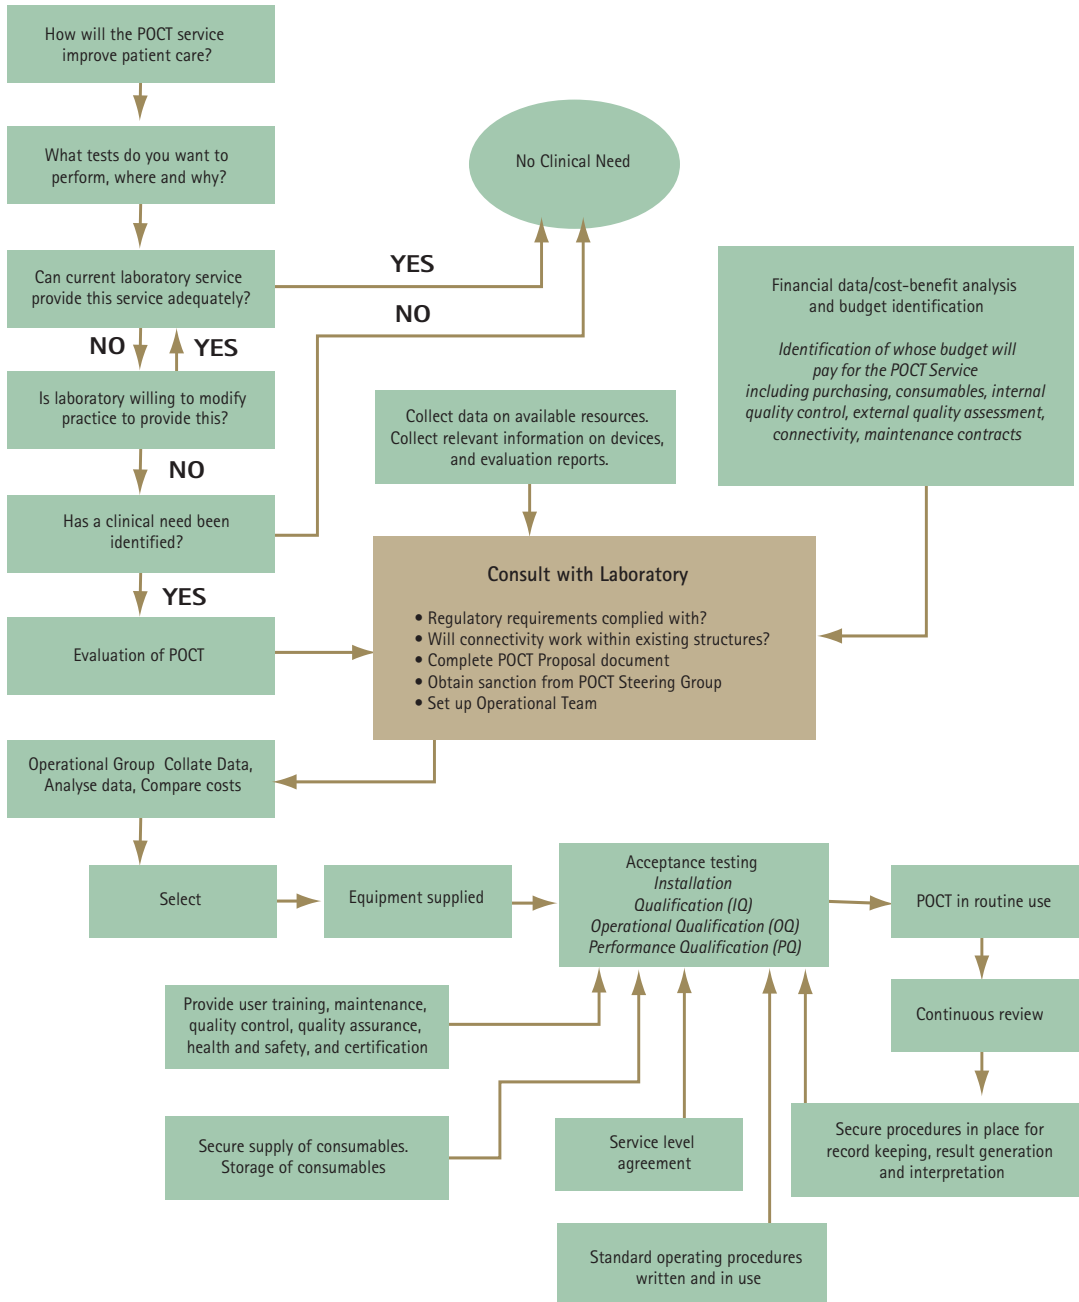 How will the POCT service
improve patient care?
What tests do you want to
perform, where and why?
No Clinical Need
Can current laboratory service
provide this service adequately?
YES
NO
NO
YES
Is laboratory willing to modify
practice to provide this?
NO
Has a clinical need been
identified?
YES
Evaluation of POCT
Collect data on available resources.
Collect relevant information on devices,
and evaluation reports.
Financial data/cost-benefit analysis
and budget identification
Identification of whose budget will
pay for the POCT Service
including purchasing, consumables, internal
quality control, external quality assessment,
connectivity, maintenance contracts
Consult with Laboratory
• Regulatory requirements complied with?
• Will connectivity work within existing structures?
• Complete POCT Proposal document
• Obtain sanction from POCT Steering Group
• Set up Operational Team
Operational Group Collate Data,
Analyse data, Compare costs
Select
Equipment supplied
Acceptance testing
Installation
Qualification (IQ)
Operational Qualification (OQ)
Performance Qualification (PQ)
POCT in routine use
Continuous review
Provide user training, maintenance,
quality control, quality assurance,
health and safety, and certification
Secure supply of consumables.
Storage of consumables
Service level
agreement
Secure procedures in place for
record keeping, result generation
and interpretation
Standard operating procedures
written and in use